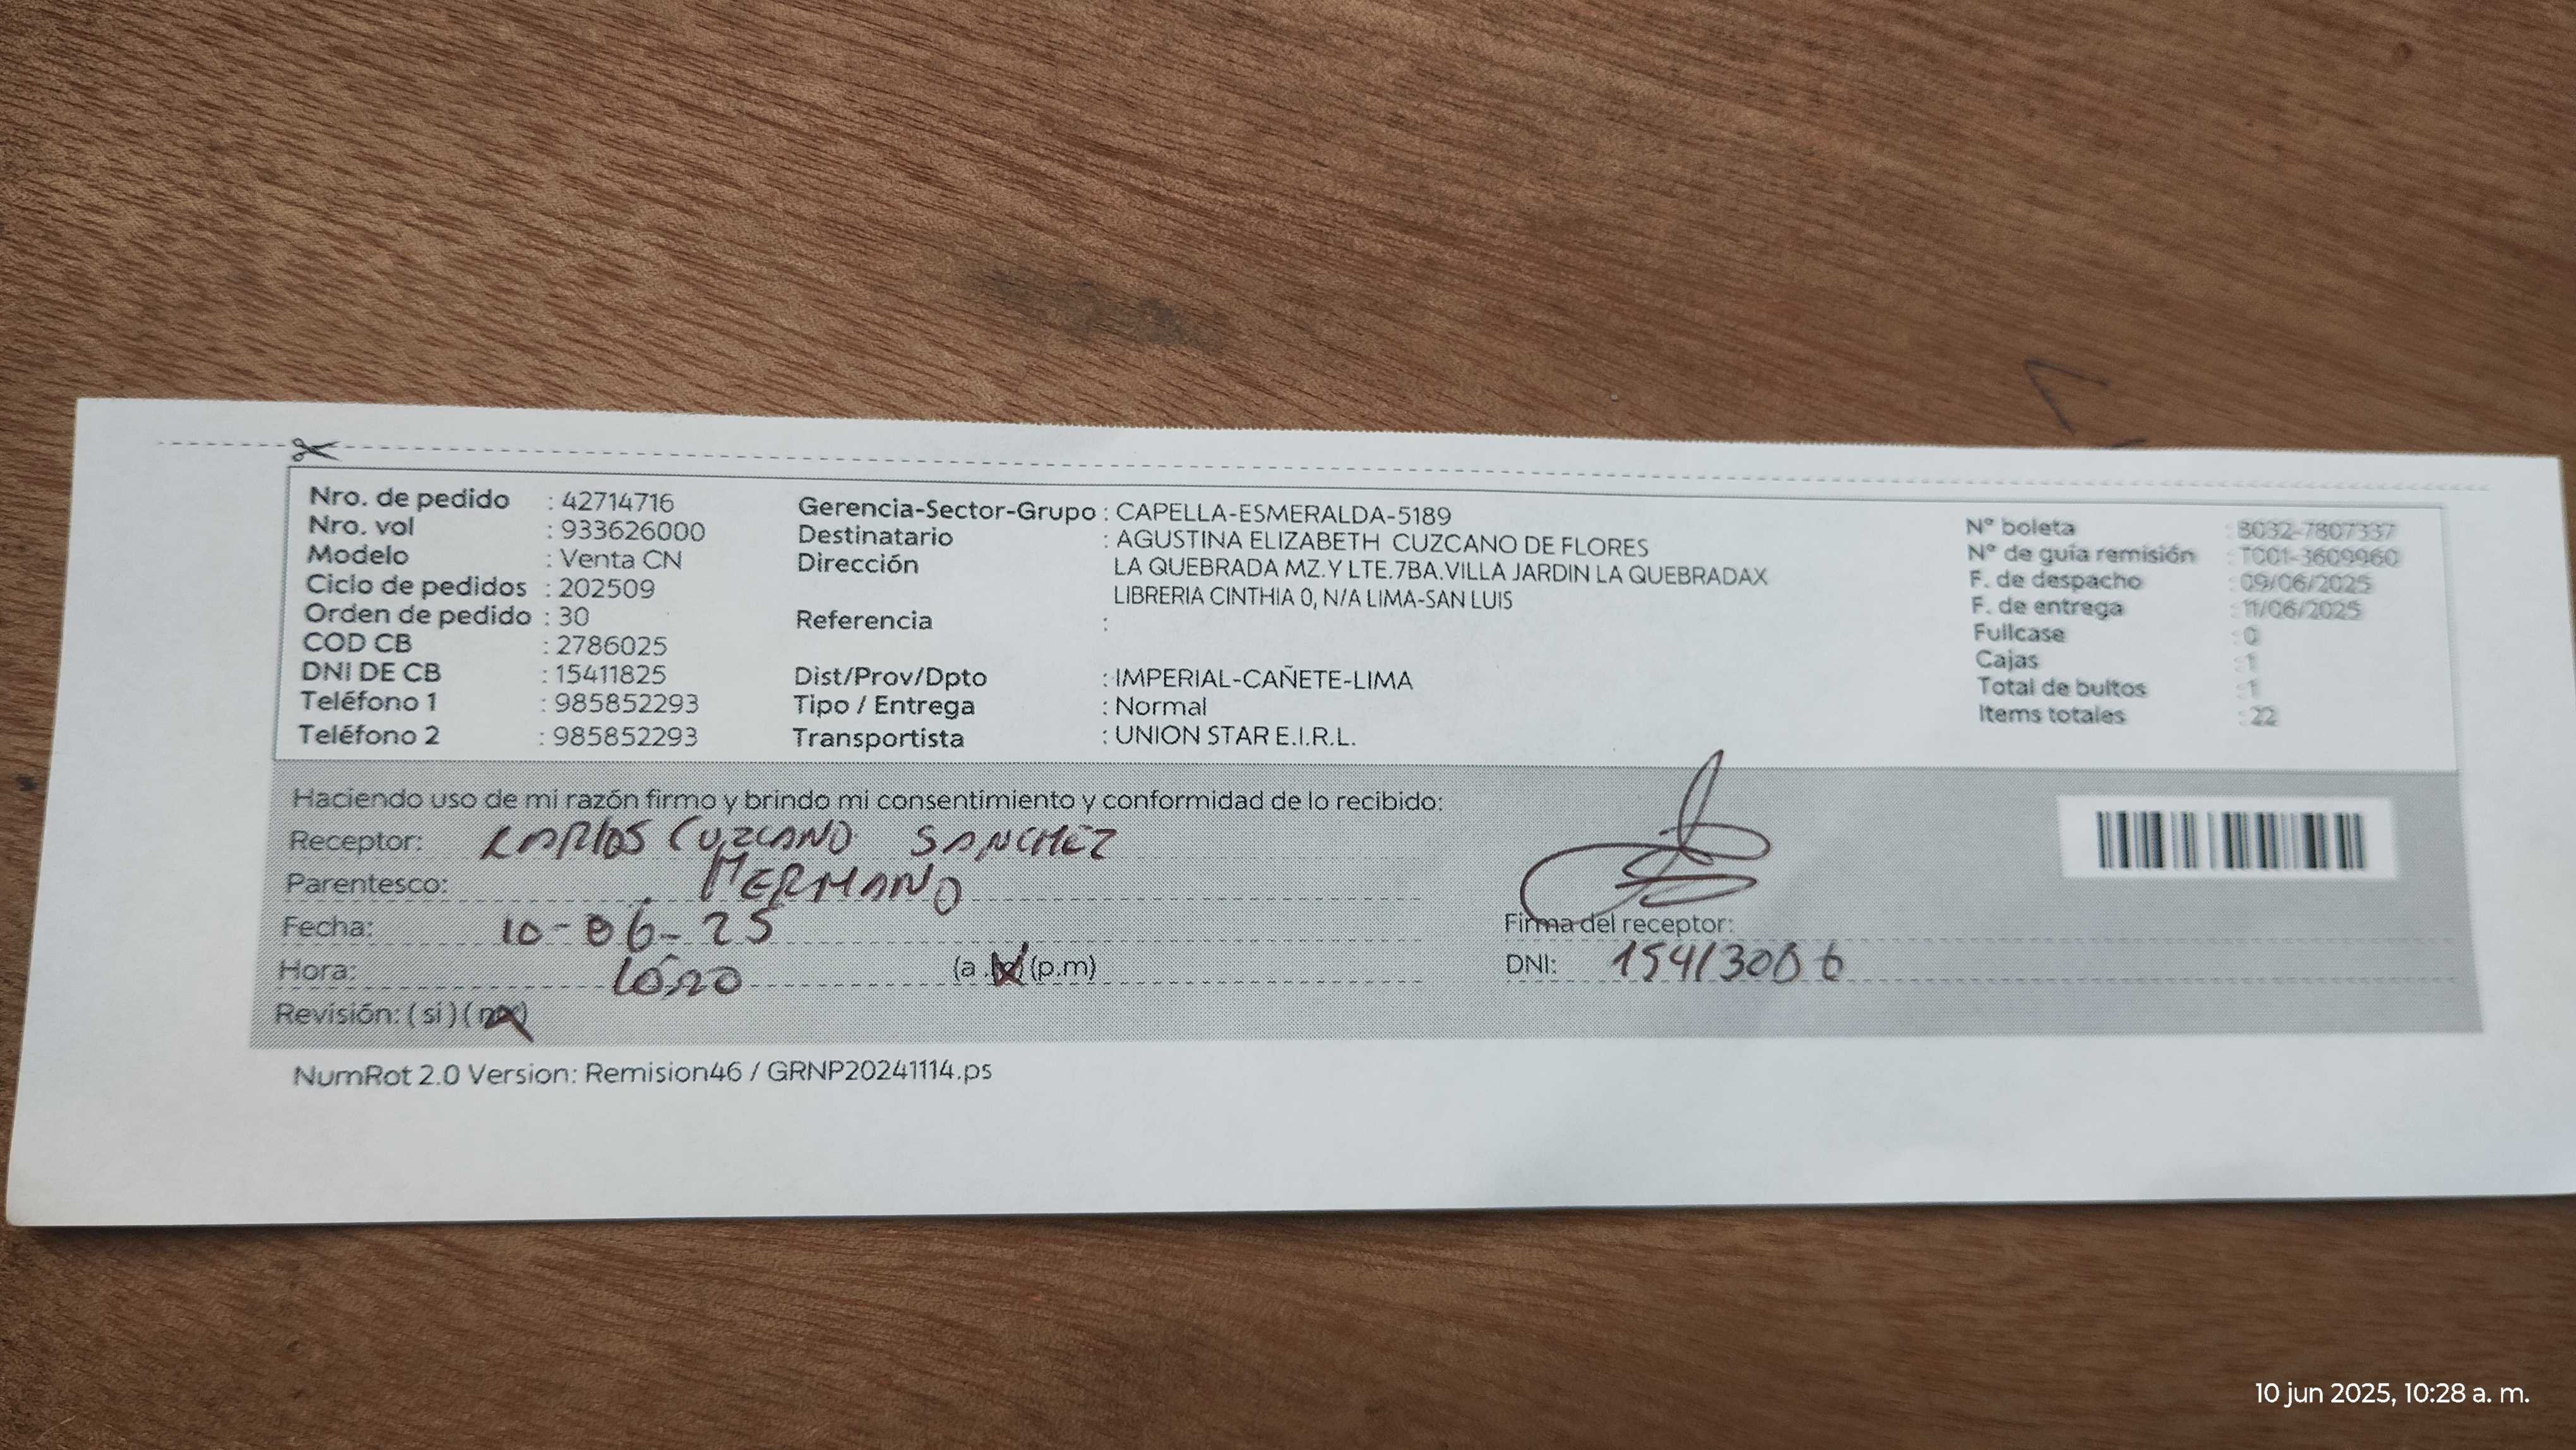 Nro. de pedido : 42714716
Nro. vol : 933626000
Modelo : Venta CN
Ciclo de pedidos : 202509
Orden de pedido : 30
COD CB : 2786025
DNI DE CB : 15411825
Teléfono 1 : 985852293
Teléfono 2 : 985852293
Gerencia-Sector-Grupo : CAPELLA-ESMERALDA-5189
Destinatario : AGUSTINA ELIZABETH CUZCANO DE FLORES
Dirección LA QUEBRADA MZ.Y LTE.7BA.VILLA JARDIN LA QUEBRADAX
LIBRERIA CINTHIA 0, N/A LIMA-SAN LUIS
Referencia :
Dist/Prov/Dpto : IMPERIAL-CAÑETE-LIMA
Tipo / Entrega : Normal
Transportista : UNION STAR E.I.R.L.
N° boleta : B032-7807337
N° de guía remisión : T001-3609960
F. de despacho : 09/06/2025
F. de entrega : 11/06/2025
Fullcase : 0
Cajas : 1
Total de bultos : 1
Items totales : 22
Haciendo uso de mi razón firmo y brindo mi consentimiento y conformidad de lo recibido:
Receptor: CARLOS CUZCANO SANCHEZ
Parentesco: HERMANO
Fecha: 10-06-25
Hora: (a. (p.m)
Revisión: ( si ) (
Firma del receptor:
DNI:
NumRot 2.0 Version: Remision46 / GRNP20241114.ps
10 jun 2025, 10:28 a. m.